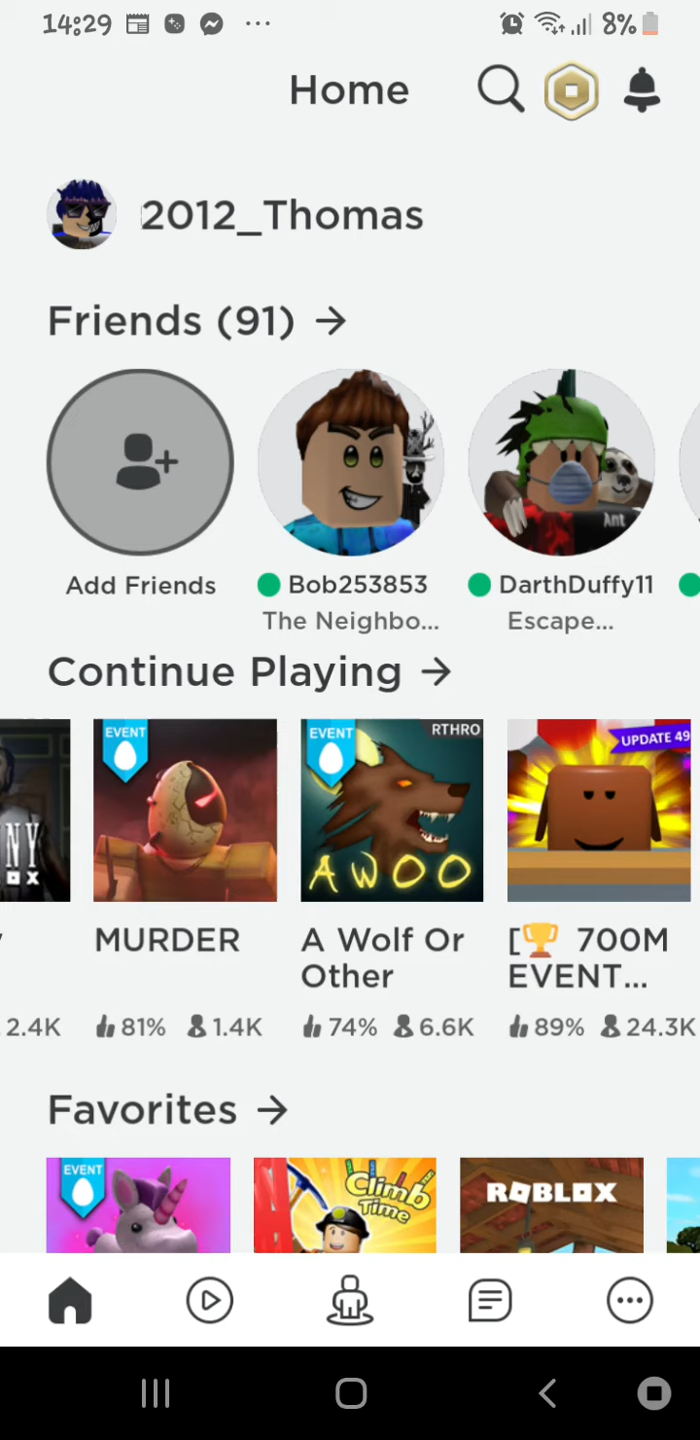 14:29
8%
Home
2012_Thomas
Friends (91)
Add Friends
Bob253853
The Neighbo...
DarthDuffy11
Escape...
Ant
Continue Playing
NY
MURDER
EVENT
81% 1.4K
EVENT
RTHRO
AWOO
A Wolf Or
Other
74% 6.6K
UPDATE 49
[🏆 700M
EVENT...
89% 24.3K
2.4K
Favorites
EVENT
Climb
Time
ROBLOX